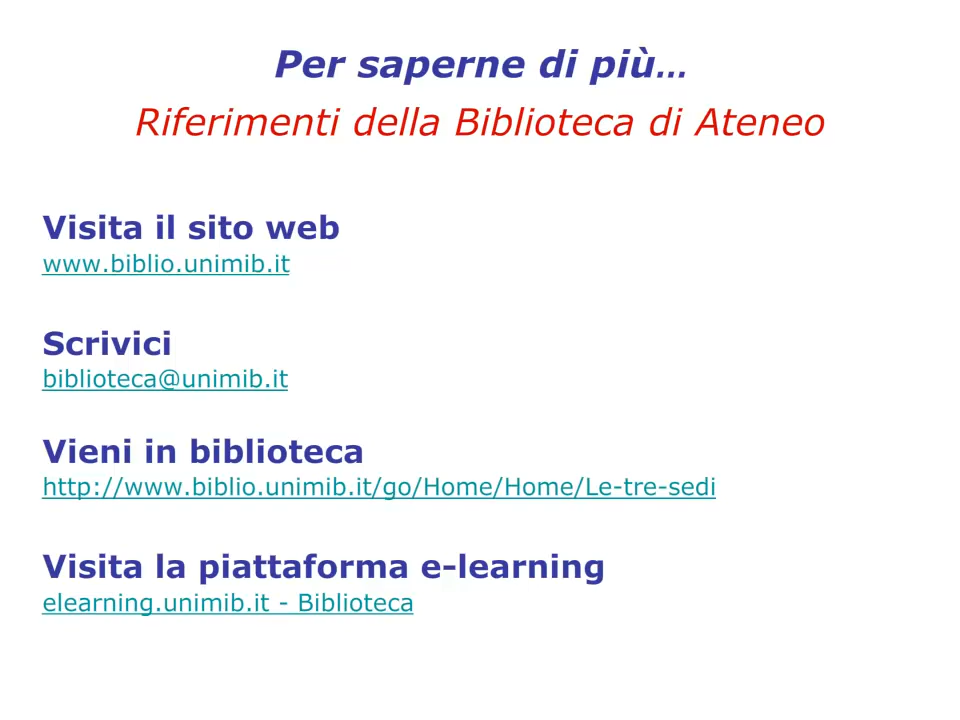 Per saperne di più…
Riferimenti della Biblioteca di Ateneo
Visita il sito web
www.biblio.unimib.it
Scrivici
biblioteca@unimib.it
Vieni in biblioteca
http://www.biblio.unimib.it/go/Home/Home/Le-tre-sedi
Visita la piattaforma e-learning
elearning.unimib.it - Biblioteca